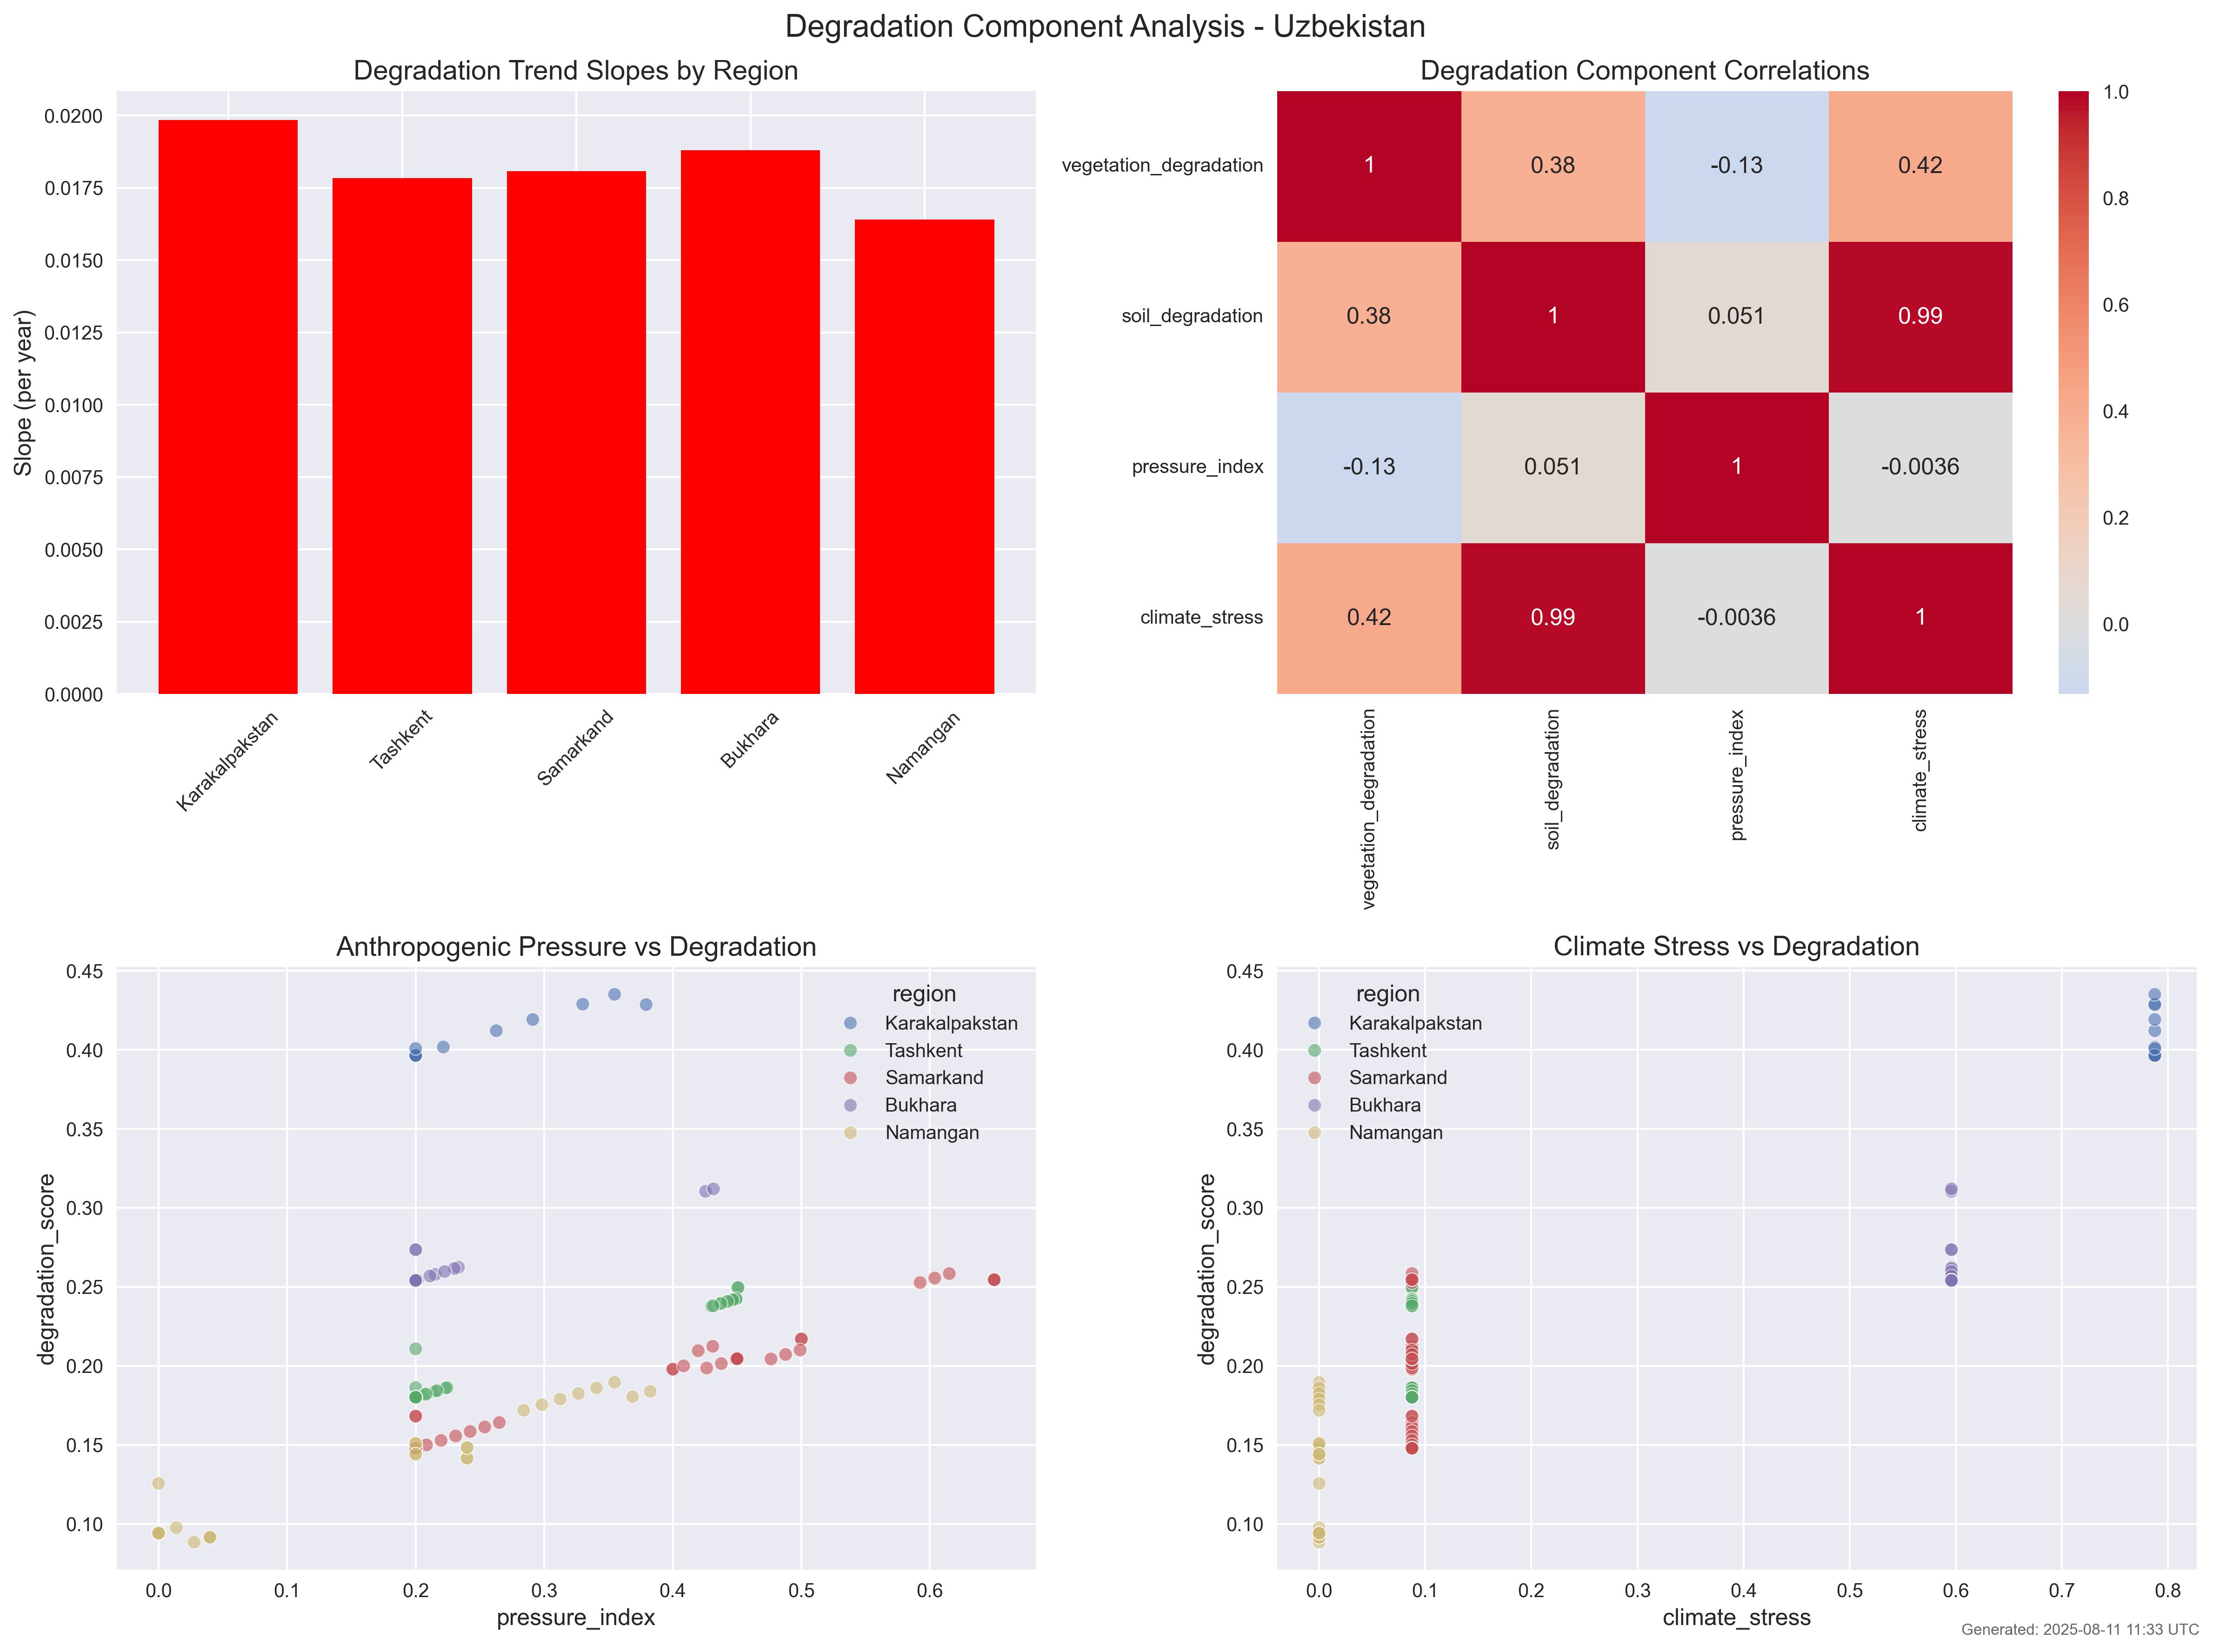 Degradation Component Analysis - Uzbekistan
Degradation Trend Slopes by Region
Slope (per year)
0.0200
0.0175
0.0150
0.0125
0.0100
0.0075
0.0050
0.0025
0.0000
Karakalpakstan
Tashkent
Samarkand
Bukhara
Namangan
Degradation Component Correlations
vegetation_degradation
1
0.38
-0.13
0.42
soil_degradation
0.38
1
0.051
0.99
pressure_index
-0.13
0.051
1
-0.0036
climate_stress
0.42
0.99
-0.0036
1
vegetation_degradation
soil_degradation
pressure_index
climate_stress
1.0
0.8
0.6
0.4
0.2
0.0
Anthropogenic Pressure vs Degradation
degradation_score
0.45
0.40
0.35
0.30
0.25
0.20
0.15
0.10
region
Karakalpakstan
Tashkent
Samarkand
Bukhara
Namangan
0.0
0.1
0.2
0.3
0.4
0.5
0.6
pressure_index
Climate Stress vs Degradation
degradation_score
0.45
0.40
0.35
0.30
0.25
0.20
0.15
0.10
region
Karakalpakstan
Tashkent
Samarkand
Bukhara
Namangan
0.0
0.1
0.2
0.3
0.4
0.5
0.6
0.7
0.8
climate_stress
Generated: 2025-08-11 11:33 UTC